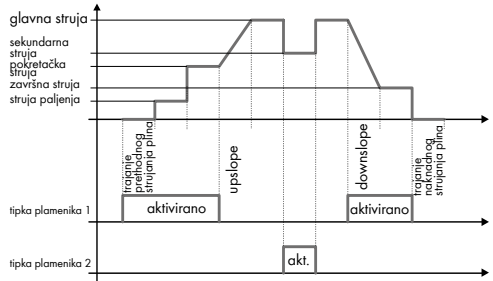 glavna struja
sekundarna
struja
pokretačka
struja
završna struja
struja paljenja
trajanje
prethodnog
strujanja plina
upslope
downslope
trajanje
naknadnog
strujanja plina
tipka plamenika 1
aktivirano
aktivirano
tipka plamenika 2
akt.